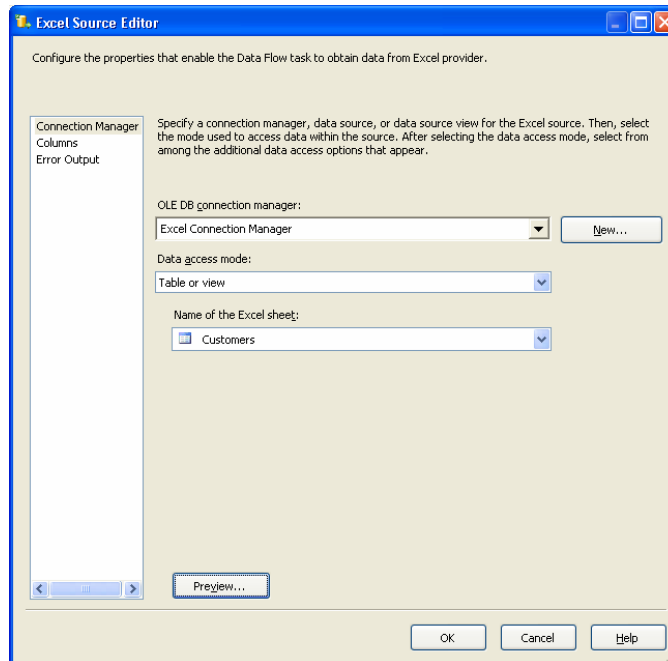 Excel Source Editor
Configure the properties that enable the Data Flow task to obtain data from Excel provider.
Connection Manager
Columns
Error Output
Specify a connection manager, data source, or data source view for the Excel source. Then, select
the mode used to access data within the source. After selecting the data access mode, select from
among the additional data access options that appear.
OLE DB connection manager:
Excel Connection Manager
New...
Data access mode:
Table or view
Name of the Excel sheet:
Customers
Preview...
OK
Cancel
Help